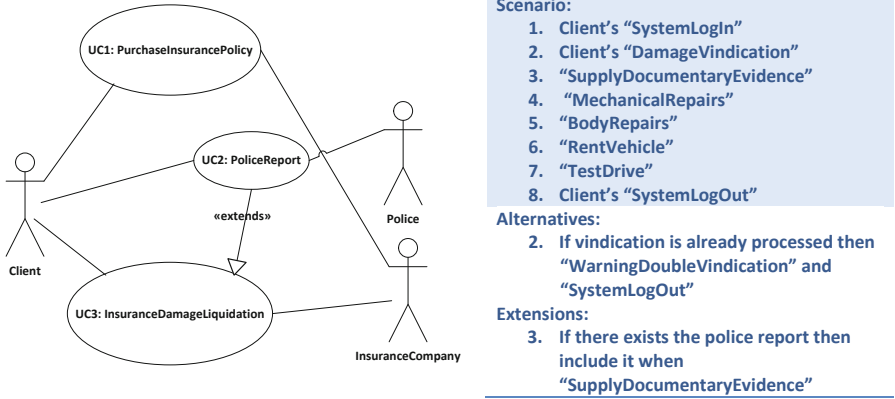 UC1: PurchaseInsurancePolicy
UC2: PoliceReport
«extends»
Police
Client
UC3: InsuranceDamageLiquidation
InsuranceCompany
Scenario:
1. Client's "SystemLogIn"
2. Client's "DamageVindication"
3. "SupplyDocumentaryEvidence"
4. "MechanicalRepairs"
5. "BodyRepairs"
6. "RentVehicle"
7. "TestDrive"
8. Client's "SystemLogOut"
Alternatives:
2. If vindication is already processed then
"WarningDoubleVindication" and
"SystemLogOut"
Extensions:
3. If there exists the police report then
include it when
"SupplyDocumentaryEvidence"